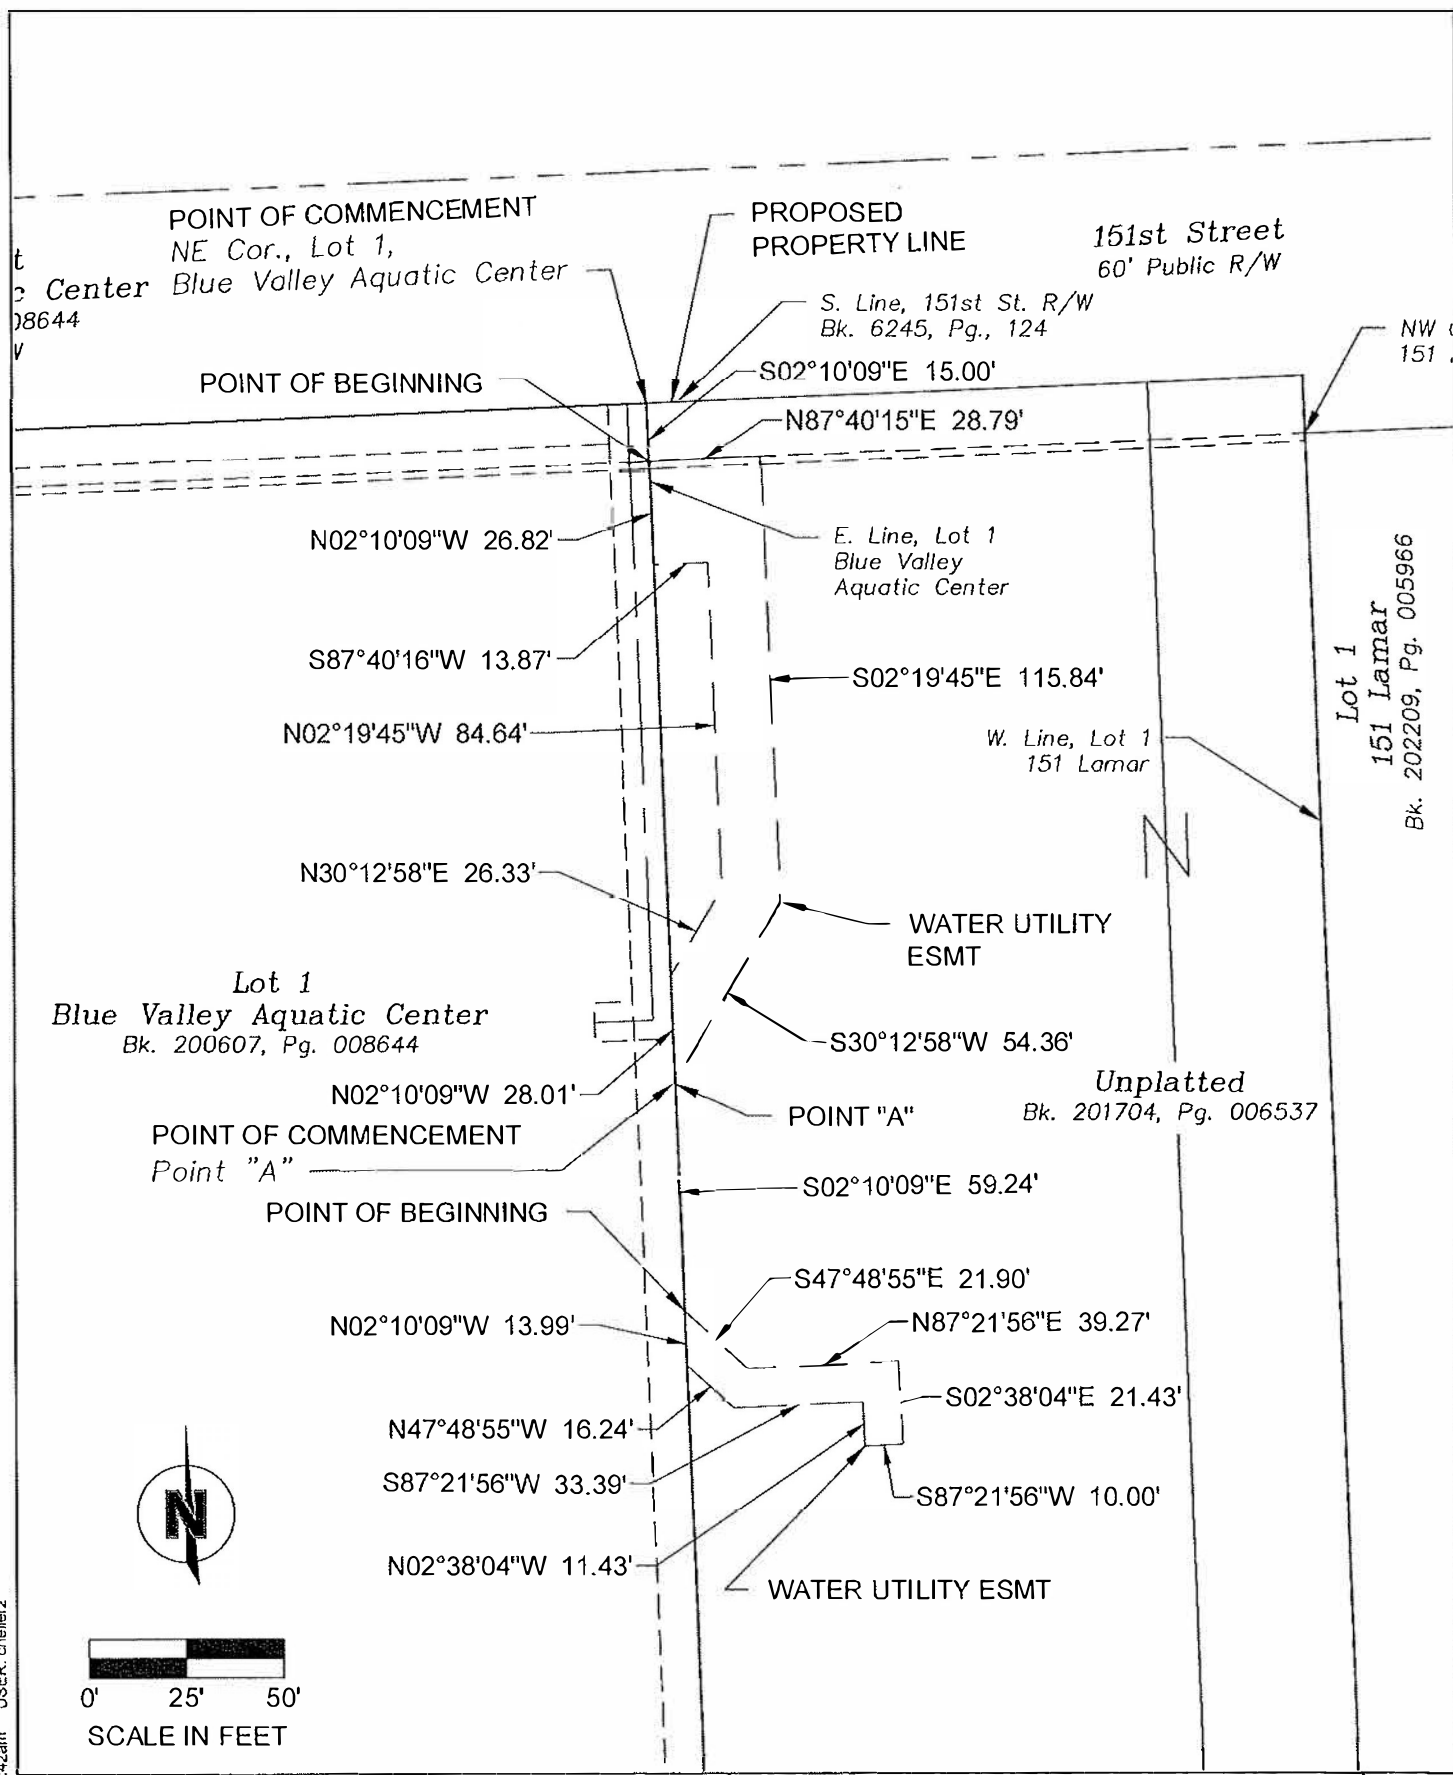 POINT OF COMMENCEMENT
NE Cor., Lot 1,
Blue Valley Aquatic Center
t
c Center
08644
PROPOSED
PROPERTY LINE
151st Street
60' Public R/W
S. Line, 151st St. R/W
Bk. 6245, Pg., 124
NW
151
POINT OF BEGINNING
S02°10'09"E 15.00'
N87°40'15"E 28.79'
N02°10'09"W 26.82'
E. Line, Lot 1
Blue Valley
Aquatic Center
S87°40'16"W 13.87'
S02°19'45"E 115.84'
N02°19'45"W 84.64'
W. Line, Lot 1
151 Lamar
Lot 1
151 Lamar
Bk. 202209, Pg. 005966
N
N30°12'58"E 26.33'
WATER UTILITY
ESMT
Lot 1
Blue Valley Aquatic Center
Bk. 200607, Pg. 008644
S30°12'58"W 54.36'
N02°10'09"W 28.01'
Unplatted
Bk. 201704, Pg. 006537
POINT "A"
POINT OF COMMENCEMENT
Point "A"
S02°10'09"E 59.24'
POINT OF BEGINNING
S47°48'55"E 21.90'
N02°10'09"W 13.99'
N87°21'56"E 39.27'
S02°38'04"E 21.43'
N47°48'55"W 16.24'
S87°21'56"W 33.39'
S87°21'56"W 10.00'
N02°38'04"W 11.43'
WATER UTILITY ESMT
N
0' 25' 50'
SCALE IN FEET